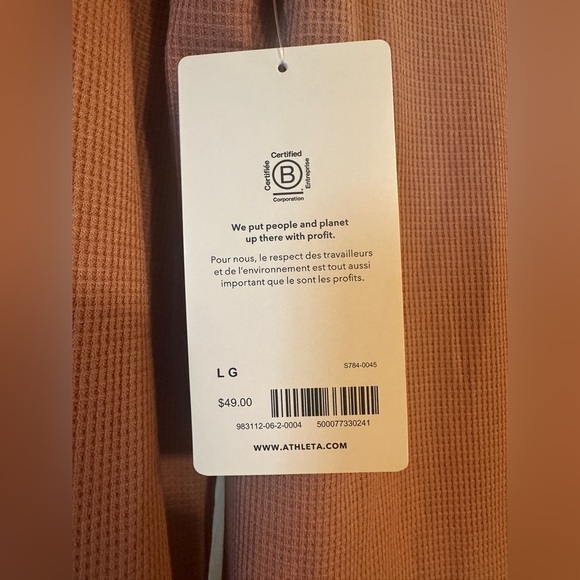 Certified
Certifiée
B
Entreprise
Corporation
We put people and planet
up there with profit.
Pour nous, le respect des travailleurs
et de l'environnement est tout aussi
important que le sont les profits.
LG
S784-0045
$49.00
983112-06-2-0004 500077330241
WWW.ATHLETA.COM